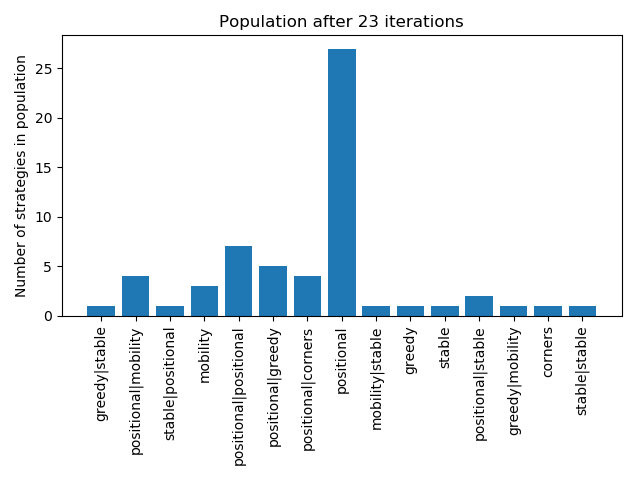 Population after 23 iterations
Number of strategies in population
25
20
15
10
5
0
greedy|stable
positional|mobility
stable|positional
mobility
positional|positional
positional|greedy
positional|corners
positional
mobility|stable
greedy
stable
positional|stable
greedy|mobility
corners
stable|stable